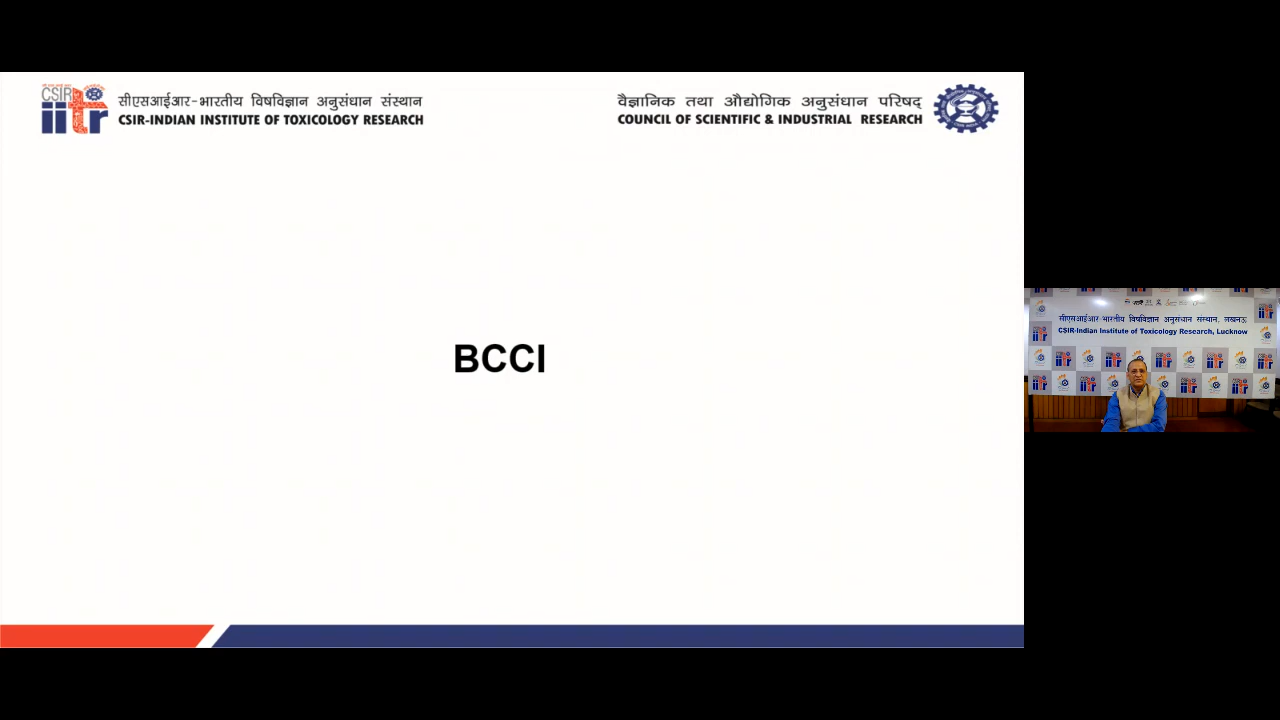 CSIR
iitr
सीएसआईआर-भारतीय विषविज्ञान अनुसंधान संस्थान
CSIR-INDIAN INSTITUTE OF TOXICOLOGY RESEARCH
वैज्ञानिक तथा औद्योगिक अनुसंधान परिषद्
COUNCIL OF SCIENTIFIC & INDUSTRIAL RESEARCH
BCCI
सीएसआईआर-भारतीय विषविज्ञान अनुसंधान संस्थान, लखनऊ
CSIR-Indian Institute of Toxicology Research, Lucknow